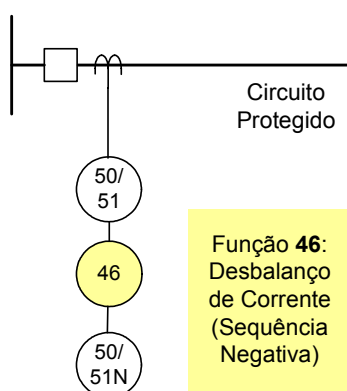 Circuito
Protegido
50/
51
46
50/
51N
Função 46:
Desbalanço
de Corrente
(Sequência
Negativa)